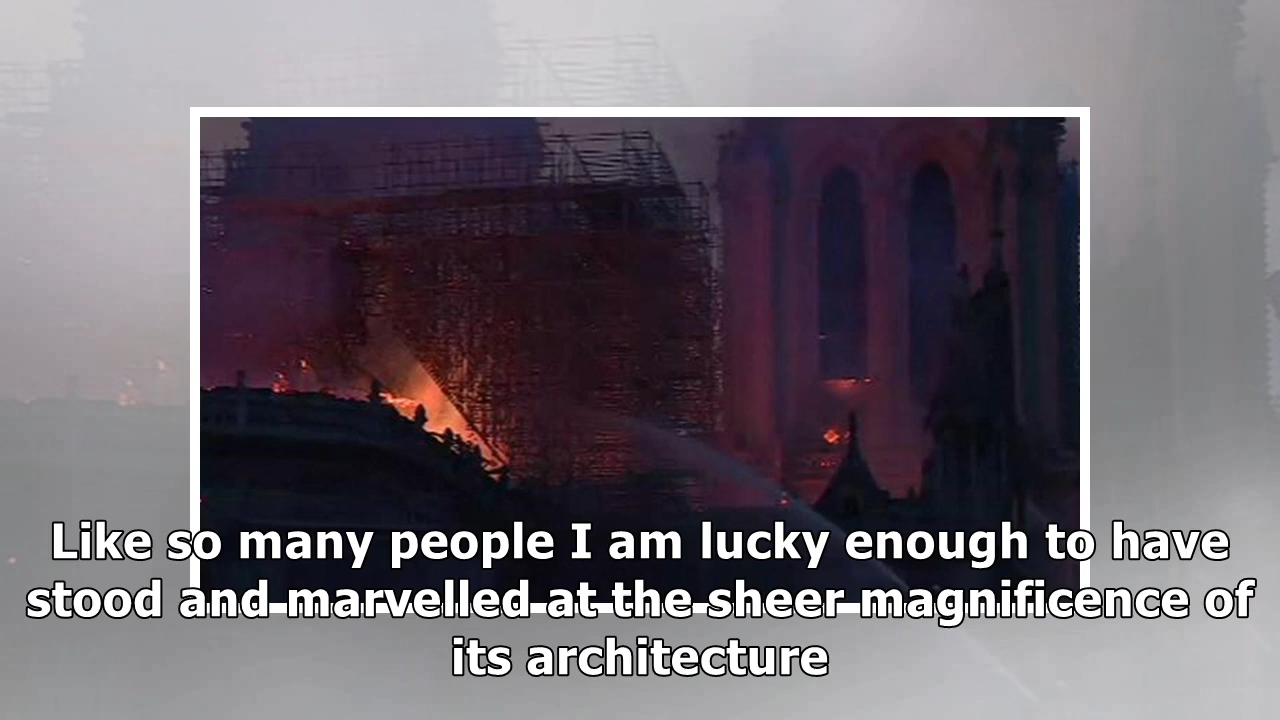 Like so many people I am lucky enough to have
stood and marvelled at the sheer magnificence of
its architecture